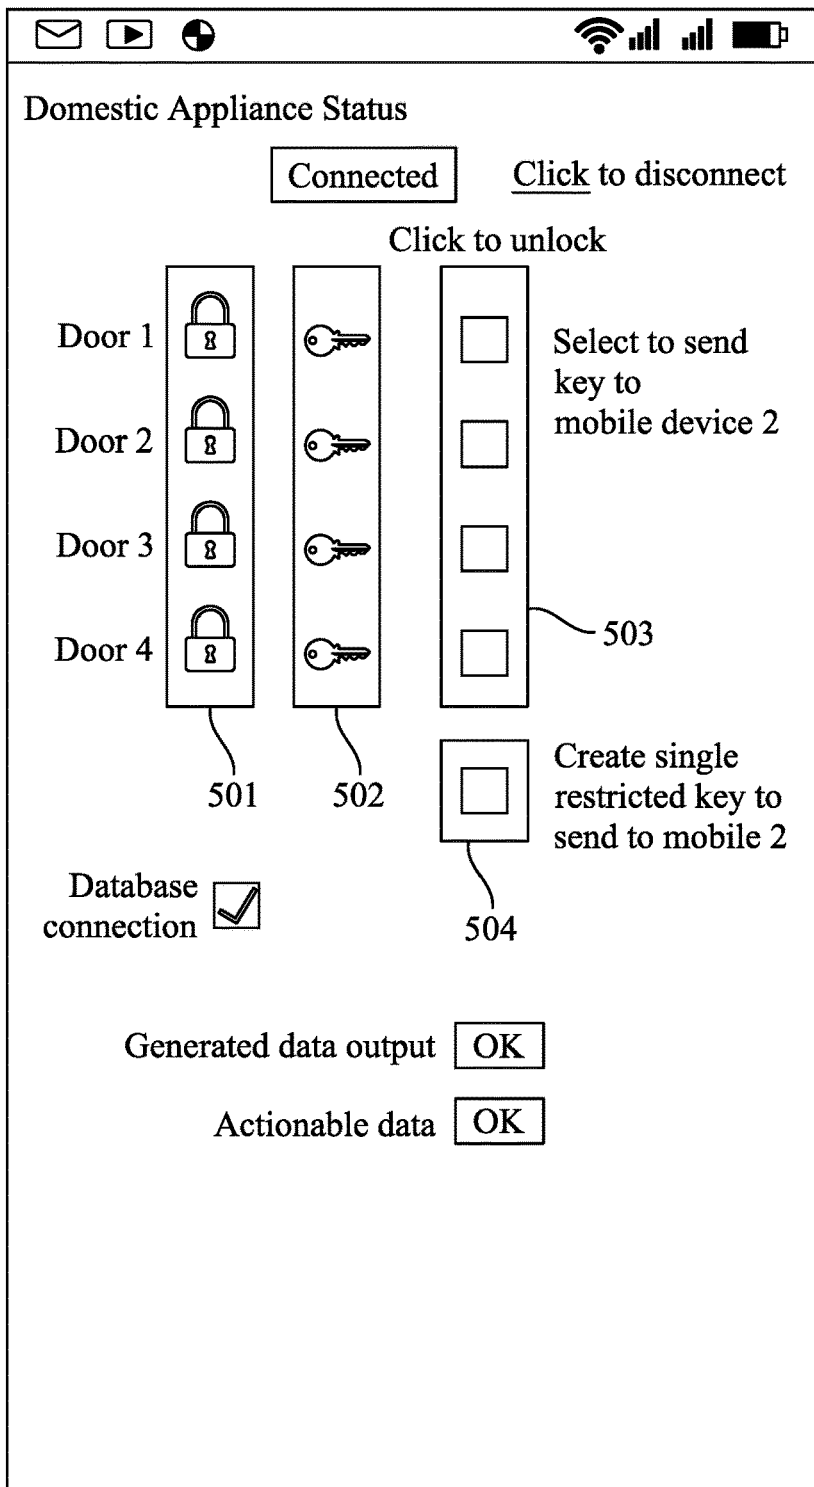 Domestic Appliance Status
Connected
Click to disconnect
Click to unlock
Door 1
Door 2
Door 3
Door 4
Select to send
key to
mobile device 2
503
501
502
Create single
restricted key to
send to mobile 2
504
Database
connection
Generated data output OK
Actionable data OK